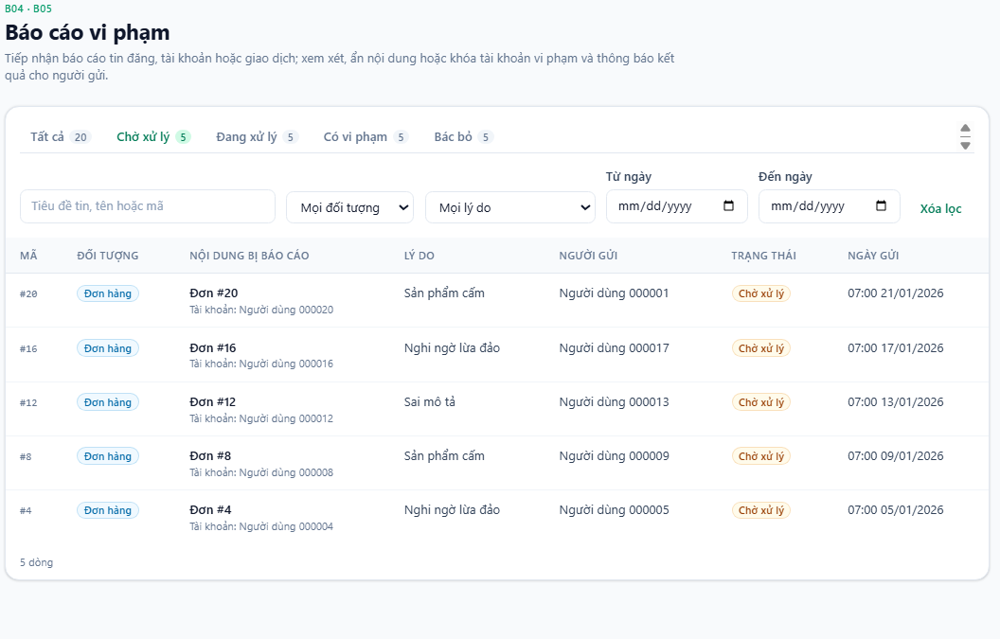 B04 · B05
Báo cáo vi phạm
Tiếp nhận báo cáo tin đăng, tài khoản hoặc giao dịch; xem xét, ẩn nội dung hoặc khóa tài khoản vi phạm và thông báo kết
quả cho người gửi.
Tất cả 20 Chờ xử lý 5 Đang xử lý 5 Có vi phạm 5 Bác bỏ 5
Từ ngày Đến ngày
Tiêu đề tin, tên hoặc mã Mọi đối tượng Mọi lý do mm/dd/yyyy mm/dd/yyyy Xóa lọc
MÃ ĐỐI TƯỢNG NỘI DUNG BỊ BÁO CÁO LÝ DO NGƯỜI GỬI TRẠNG THÁI NGÀY GỬI
#20 Đơn hàng Đơn #20 Sản phẩm cấm Người dùng 000001 Chờ xử lý 07:00 21/01/2026
Tài khoản: Người dùng 000020
#16 Đơn hàng Đơn #16 Nghi ngờ lừa đảo Người dùng 000017 Chờ xử lý 07:00 17/01/2026
Tài khoản: Người dùng 000016
#12 Đơn hàng Đơn #12 Sai mô tả Người dùng 000013 Chờ xử lý 07:00 13/01/2026
Tài khoản: Người dùng 000012
#8 Đơn hàng Đơn #8 Sản phẩm cấm Người dùng 000009 Chờ xử lý 07:00 09/01/2026
Tài khoản: Người dùng 000008
#4 Đơn hàng Đơn #4 Nghi ngờ lừa đảo Người dùng 000005 Chờ xử lý 07:00 05/01/2026
Tài khoản: Người dùng 000004
5 dòng